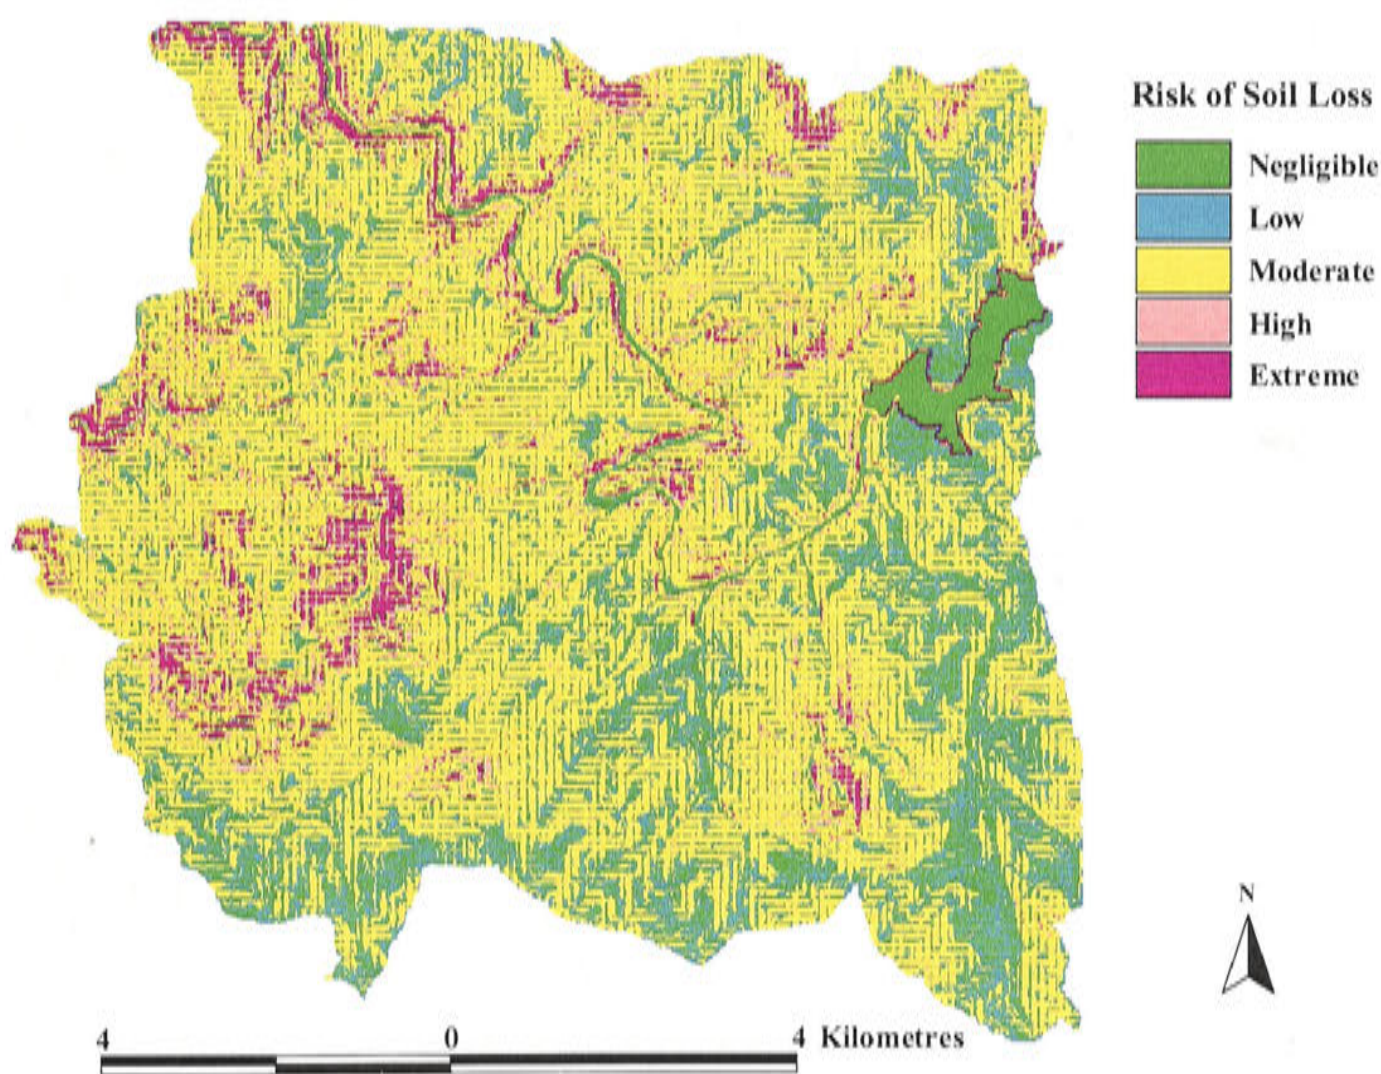 Risk of Soil Loss
Negligible
Low
Moderate
High
Extreme
N
4 0 4 Kilometres